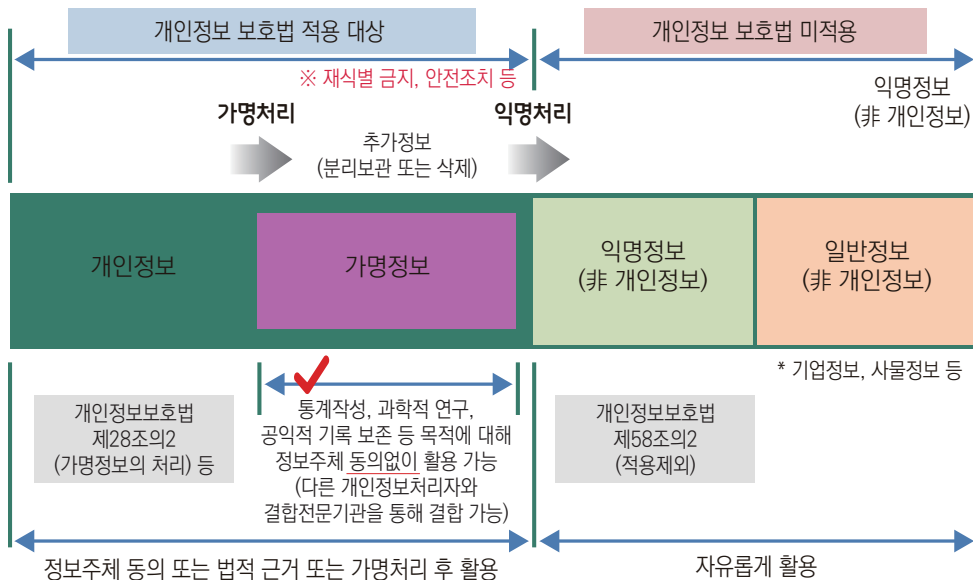 개인정보 보호법 적용 대상
개인정보 보호법 미적용
※ 재식별 금지, 안전조치 등
익명정보
(非 개인정보)
가명처리
익명처리
추가정보
(분리보관 또는 삭제)
개인정보
가명정보
익명정보
(非 개인정보)
일반정보
(非 개인정보)
* 기업정보, 사물정보 등
개인정보보호법
제28조의2
(가명정보의 처리) 등
통계작성, 과학적 연구,
공익적 기록 보존 등 목적에 대해
정보주체 동의없이 활용 가능
(다른 개인정보처리자와
결합전문기관을 통해 결합 가능)
개인정보보호법
제58조의2
(적용제외)
정보주체 동의 또는 법적 근거 또는 가명처리 후 활용
자유롭게 활용